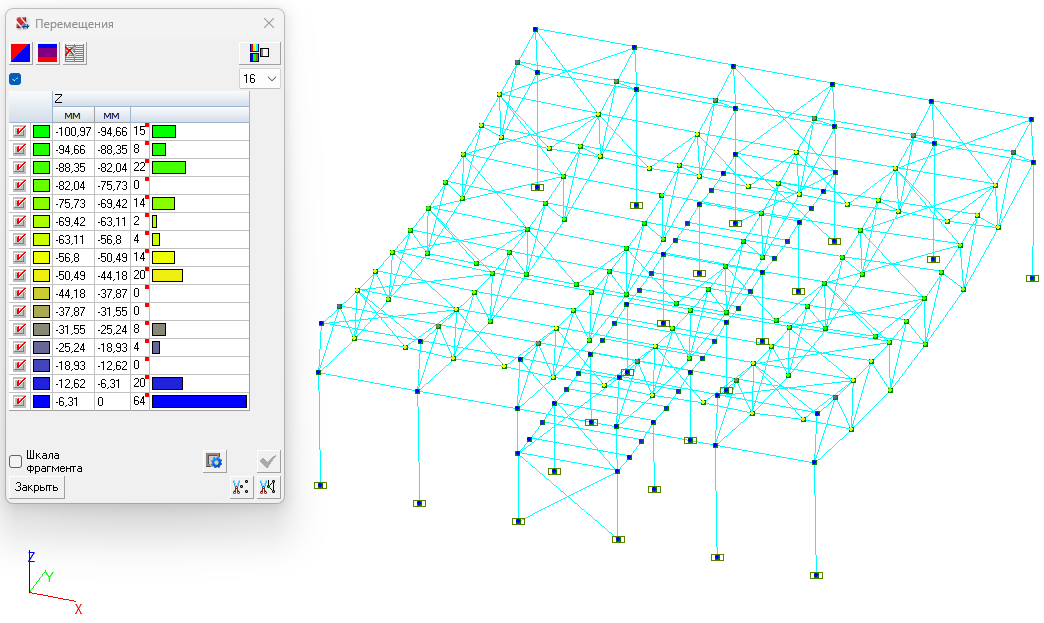 Перемещения
16
Z
мм мм
-100,97 -94,66 15
-94,66 -88,35 8
-88,35 -82,04 22
-82,04 -75,73 0
-75,73 -69,42 14
-69,42 -63,11 2
-63,11 -56,8 4
-56,8 -50,49 14
-50,49 -44,18 20
-44,18 -37,87 0
-37,87 -31,55 0
-31,55 -25,24 8
-25,24 -18,93 4
-18,93 -12,62 0
-12,62 -6,31 20
-6,31 0 64
Шкала
фрагмента
Закрыть
Z
Y
X